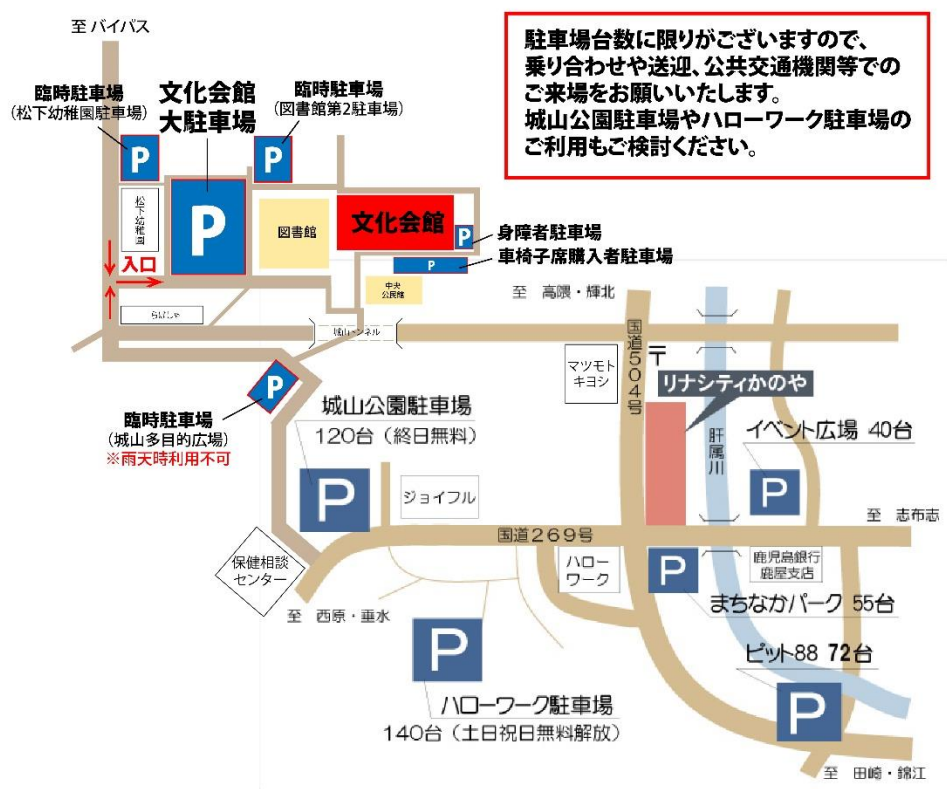 至 バイパス
駐車場台数に限りがございますので、
乗り合わせや送迎、公共交通機関等での
ご来場をお願いいたします。
城山公園駐車場やハローワーク駐車場の
ご利用もご検討ください。
臨時駐車場
(松下幼稚園駐車場)
文化会館
大駐車場
臨時駐車場
(図書館第2駐車場)
P
P
P
松下幼稚園
図書館
文化会館
P
身障者駐車場
車椅子席購入者駐車場
P
入口
中央
公民館
らぱしゃ
城山トンネル
至 高隈・輝北
国道504号
〒
マツモト
キヨシ
リナシティかのや
肝属川
P
臨時駐車場
(城山多目的広場)
※雨天時利用不可
城山公園駐車場
120台(終日無料)
P
ジョイフル
イベント広場 40台
P
至 志布志
国道269号
保健相談
センター
ハロー
ワーク
P
鹿児島銀行
鹿屋支店
まちなかパーク 55台
至 西原・垂水
P
ハローワーク駐車場
140台(土日祝日無料解放)
ピット88 72台
P
至 田崎・錦江